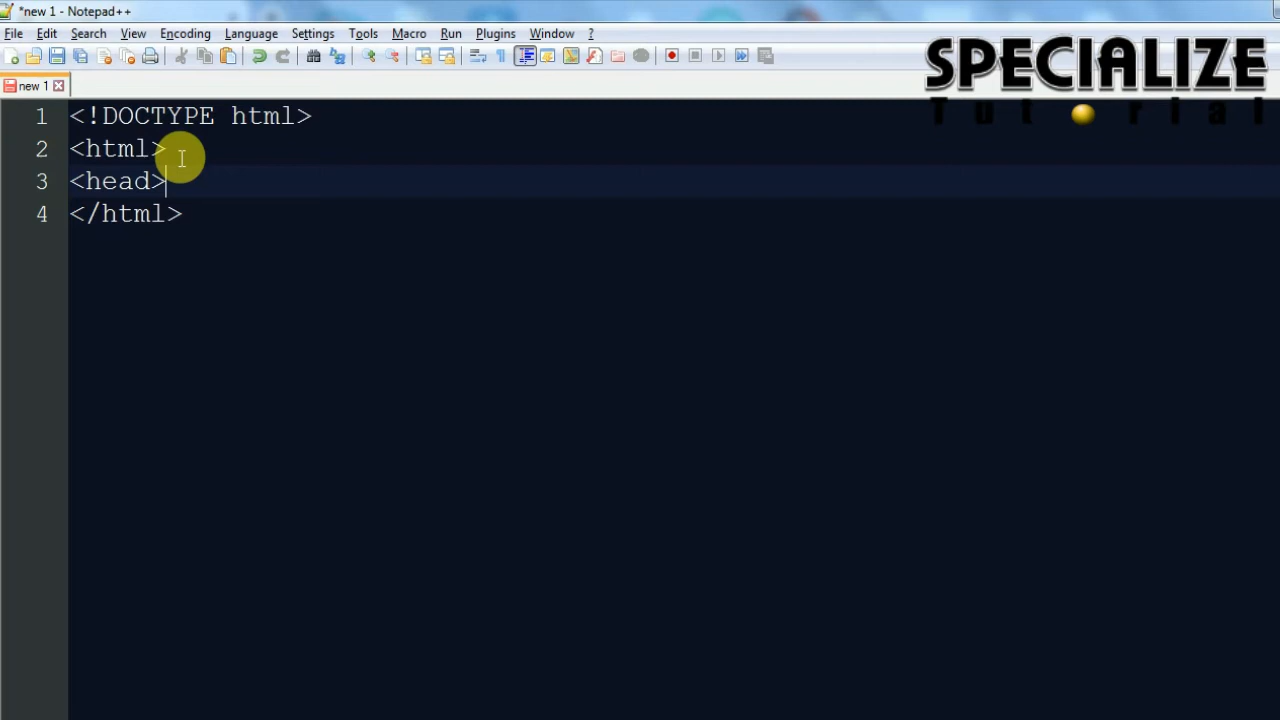 *new 1 - Notepad++
File Edit Search View Encoding Language Settings Tools Macro Run Plugins Window ?
SPECIALIZE
Tutorial
new 1
1 <!DOCTYPE html>
2 <html>
3 <head>
4 </html>